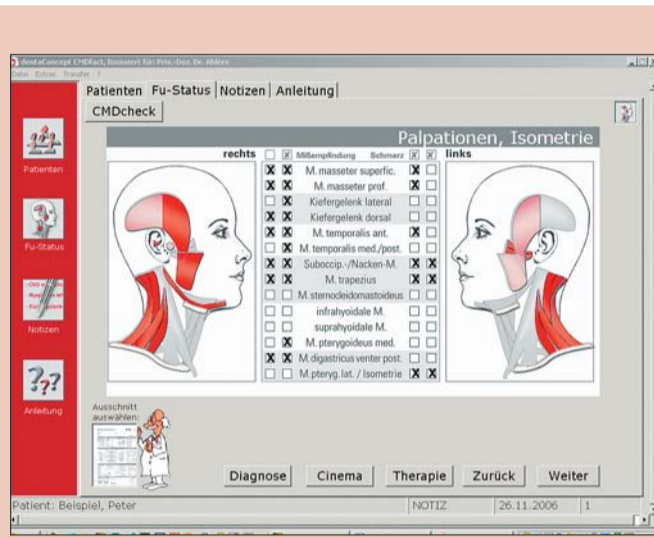 dentaConcept CMDfact, lizensiert für: Priv.-Doz. Dr. Ahlers
Datei Extras Transfer ?
Patienten Fu-Status Notizen Anleitung
CMDcheck
Palpationen, Isometrie
rechts Mißempfindung Schmerz links
X X M. masseter superfic. X
X X M. masseter prof. X
X Kiefergelenk lateral
X X Kiefergelenk dorsal
X X M. temporalis ant. X
X M. temporalis med./post.
X X Suboccip.-/Nacken-M. X X
X X M. trapezius X X
M. sternocleidomastoideus
infrahyoidale M.
suprahyoidale M.
X M. pterygoideus med.
X X M. digastricus venter post.
M. pteryg. lat. / Isometrie X X
Patienten
Fu-Status
Notizen
???
Anleitung
Ausschnitt
auswählen:
Diagnose Cinema Therapie Zurück Weiter
Patient: Beispiel, Peter NOTIZ 26.11.2006 1